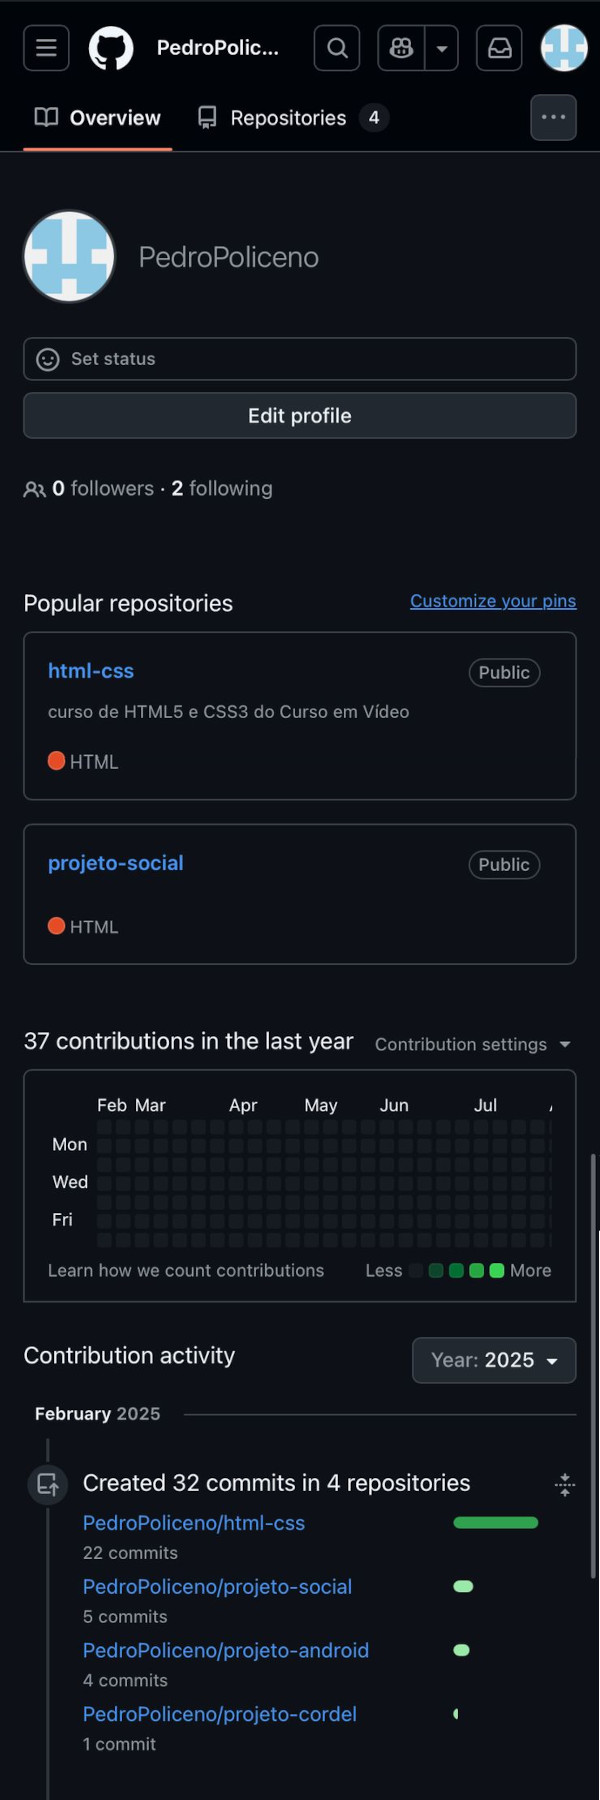 PedroPolic...
Overview
Repositories 4
PedroPoliceno
Set status
Edit profile
0 followers · 2 following
Popular repositories
Customize your pins
html-css
Public
curso de HTML5 e CSS3 do Curso em Vídeo
HTML
projeto-social
Public
HTML
37 contributions in the last year
Contribution settings
Feb Mar Apr May Jun Jul
Mon
Wed
Fri
Learn how we count contributions
Less More
Contribution activity
Year: 2025
February 2025
Created 32 commits in 4 repositories
PedroPoliceno/html-css
22 commits
PedroPoliceno/projeto-social
5 commits
PedroPoliceno/projeto-android
4 commits
PedroPoliceno/projeto-cordel
1 commit